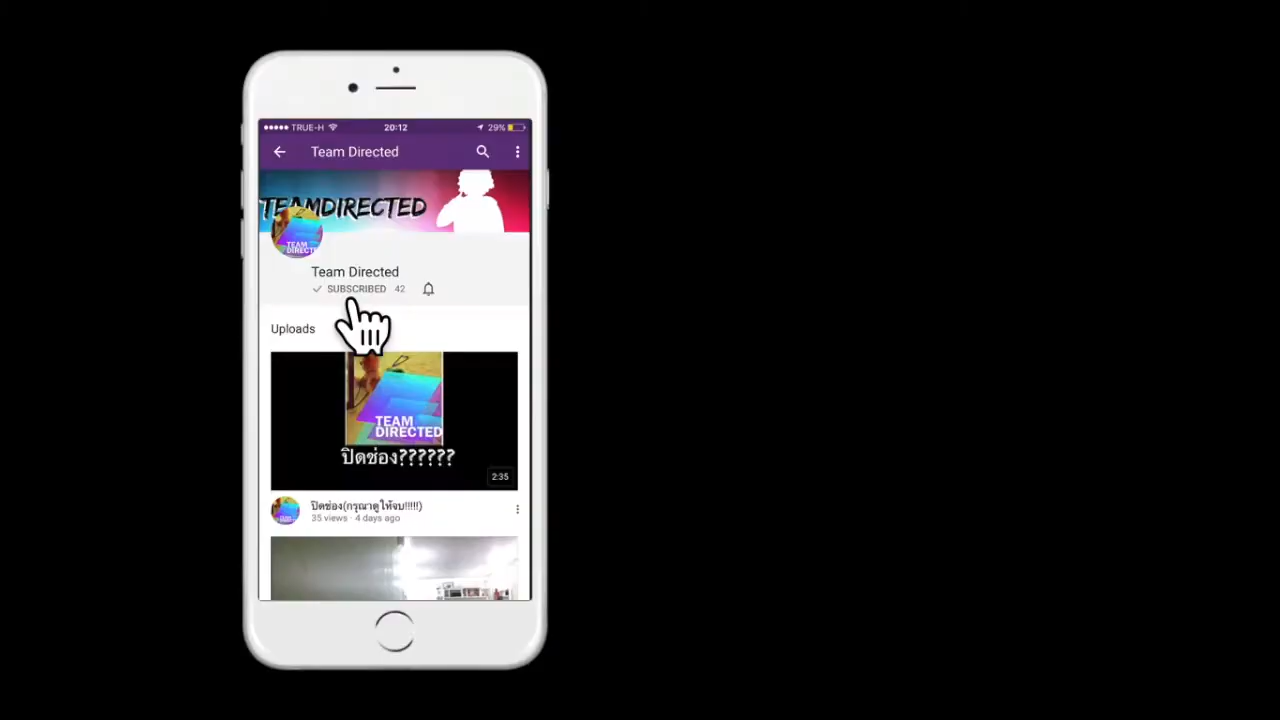 TRUE-H 20:12 29%
Team Directed
TEAMDIRECTED
TEAM
DIRECTED
Team Directed
SUBSCRIBED 42
Uploads
TEAM
DIRECTED
ปิดช่อง??????
2:35
ปิดช่อง(กรุณาดูให้จบ!!!!!)
35 views · 4 days ago